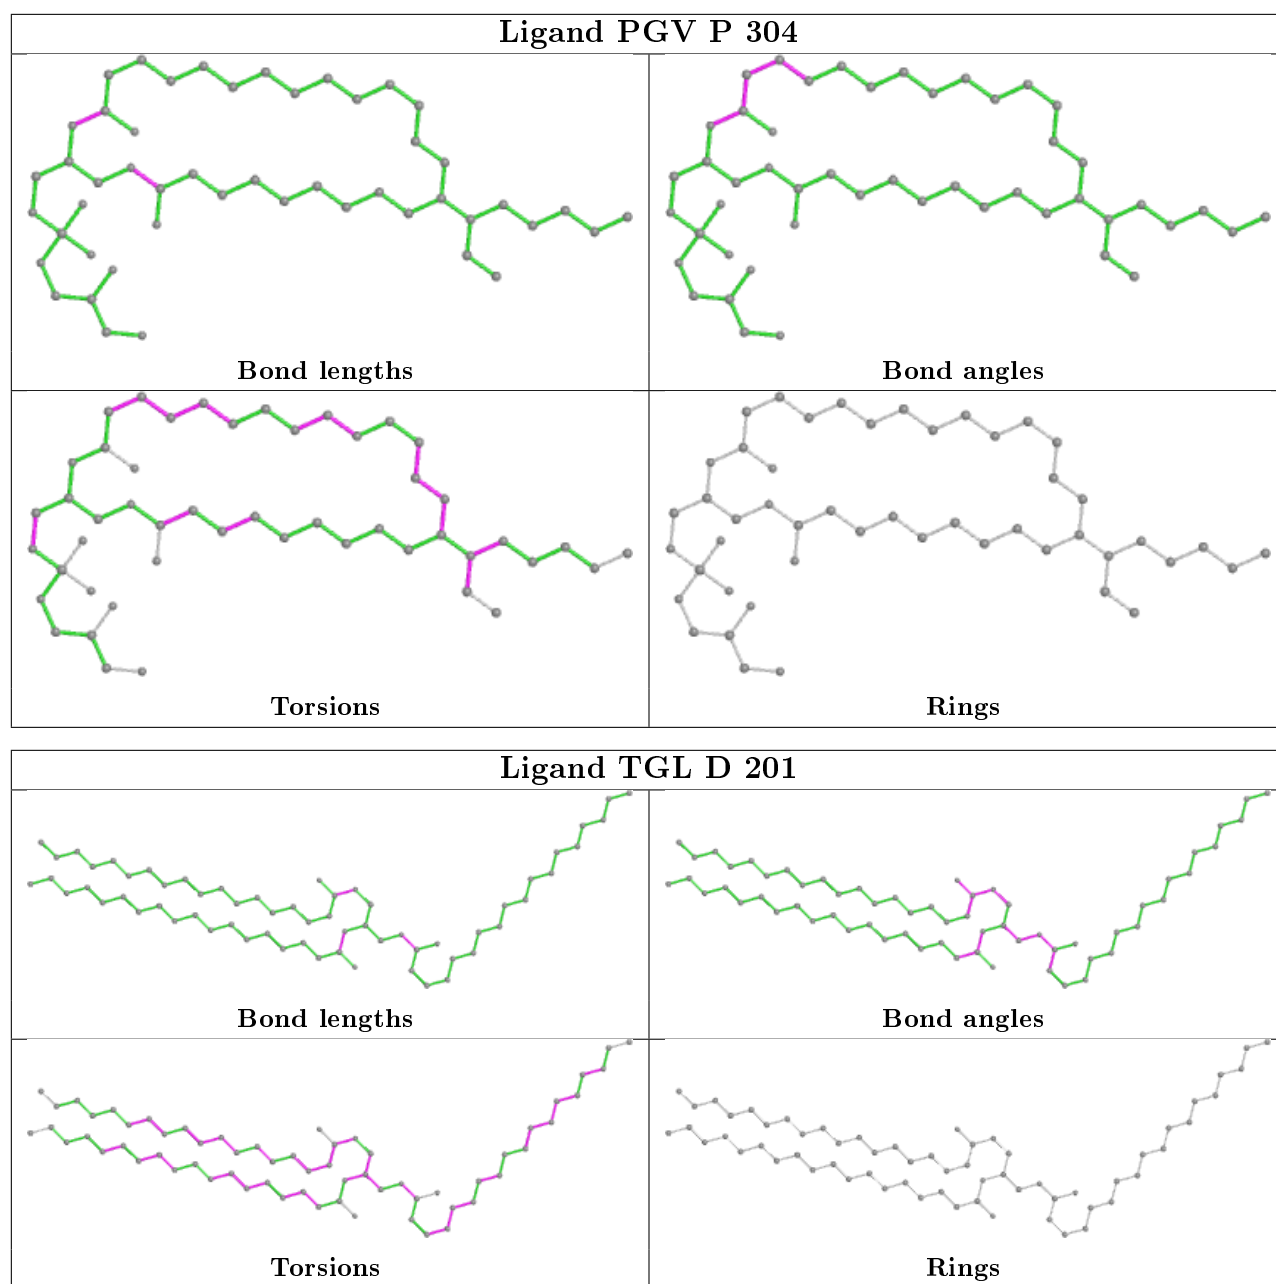 Ligand PGV P 304
Bond lengths
Bond angles
Torsions
Rings
Ligand TGL D 201
Bond lengths
Bond angles
Torsions
Rings